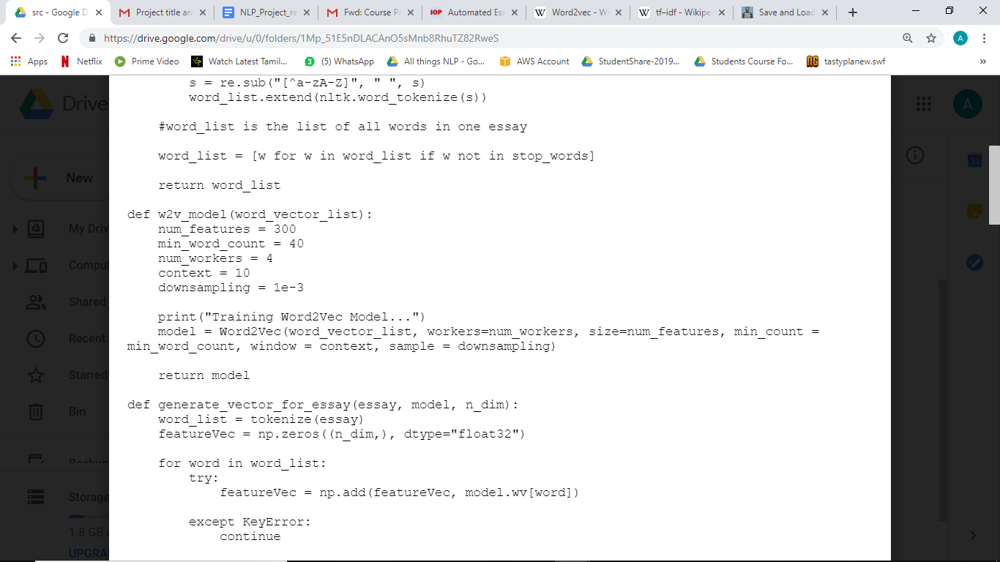 src - Google D
Project title an
NLP_Project_re
Fwd: Course P
IOP Automated Es
W Word2vec - W
W tf–idf - Wikipe
Save and Load
https://drive.google.com/drive/u/0/folders/1Mp_51E5nDLACAnO5sMnb8RhuTZ82RweS
A
Apps
Netflix
Prime Video
Watch Latest Tamil...
3 (5) WhatsApp
All things NLP - Go...
AWS Account
StudentShare-2019...
Students Course Fo...
NG tastyplanew.swf
»
Drive
A
New
My Driv
Comput
Shared
Recent
Starred
Bin
Backup
Storage
1.8 GB
UPGRA
31
        s = re.sub("[^a-zA-Z]", " ", s)
        word_list.extend(nltk.word_tokenize(s))
    #word_list is the list of all words in one essay
    word_list = [w for w in word_list if w not in stop_words]
    return word_list
def w2v_model(word_vector_list):
    num_features = 300
    min_word_count = 40
    num_workers = 4
    context = 10
    downsampling = 1e-3
    print("Training Word2Vec Model...")
    model = Word2Vec(word_vector_list, workers=num_workers, size=num_features, min_count =
min_word_count, window = context, sample = downsampling)
    return model
def generate_vector_for_essay(essay, model, n_dim):
    word_list = tokenize(essay)
    featureVec = np.zeros((n_dim,), dtype="float32")
    for word in word_list:
        try:
            featureVec = np.add(featureVec, model.wv[word])
        except KeyError:
            continue